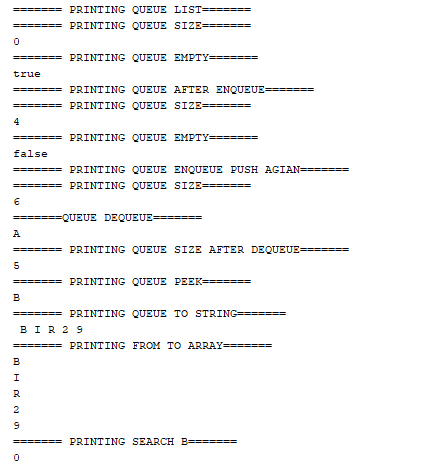 ======= PRINTING QUEUE LIST=======
======= PRINTING QUEUE SIZE=======
0
======= PRINTING QUEUE EMPTY=======
true
======= PRINTING QUEUE AFTER ENQUEUE=======
======= PRINTING QUEUE SIZE=======
4
======= PRINTING QUEUE EMPTY=======
false
======= PRINTING QUEUE ENQUEUE PUSH AGIAN=======
======= PRINTING QUEUE SIZE=======
6
=======QUEUE DEQUEUE=======
A
======= PRINTING QUEUE SIZE AFTER DEQUEUE=======
5
======= PRINTING QUEUE PEEK=======
B
======= PRINTING QUEUE TO STRING=======
 B I R 2 9
======= PRINTING FROM TO ARRAY=======
B
I
R
2
9
======= PRINTING SEARCH B=======
0